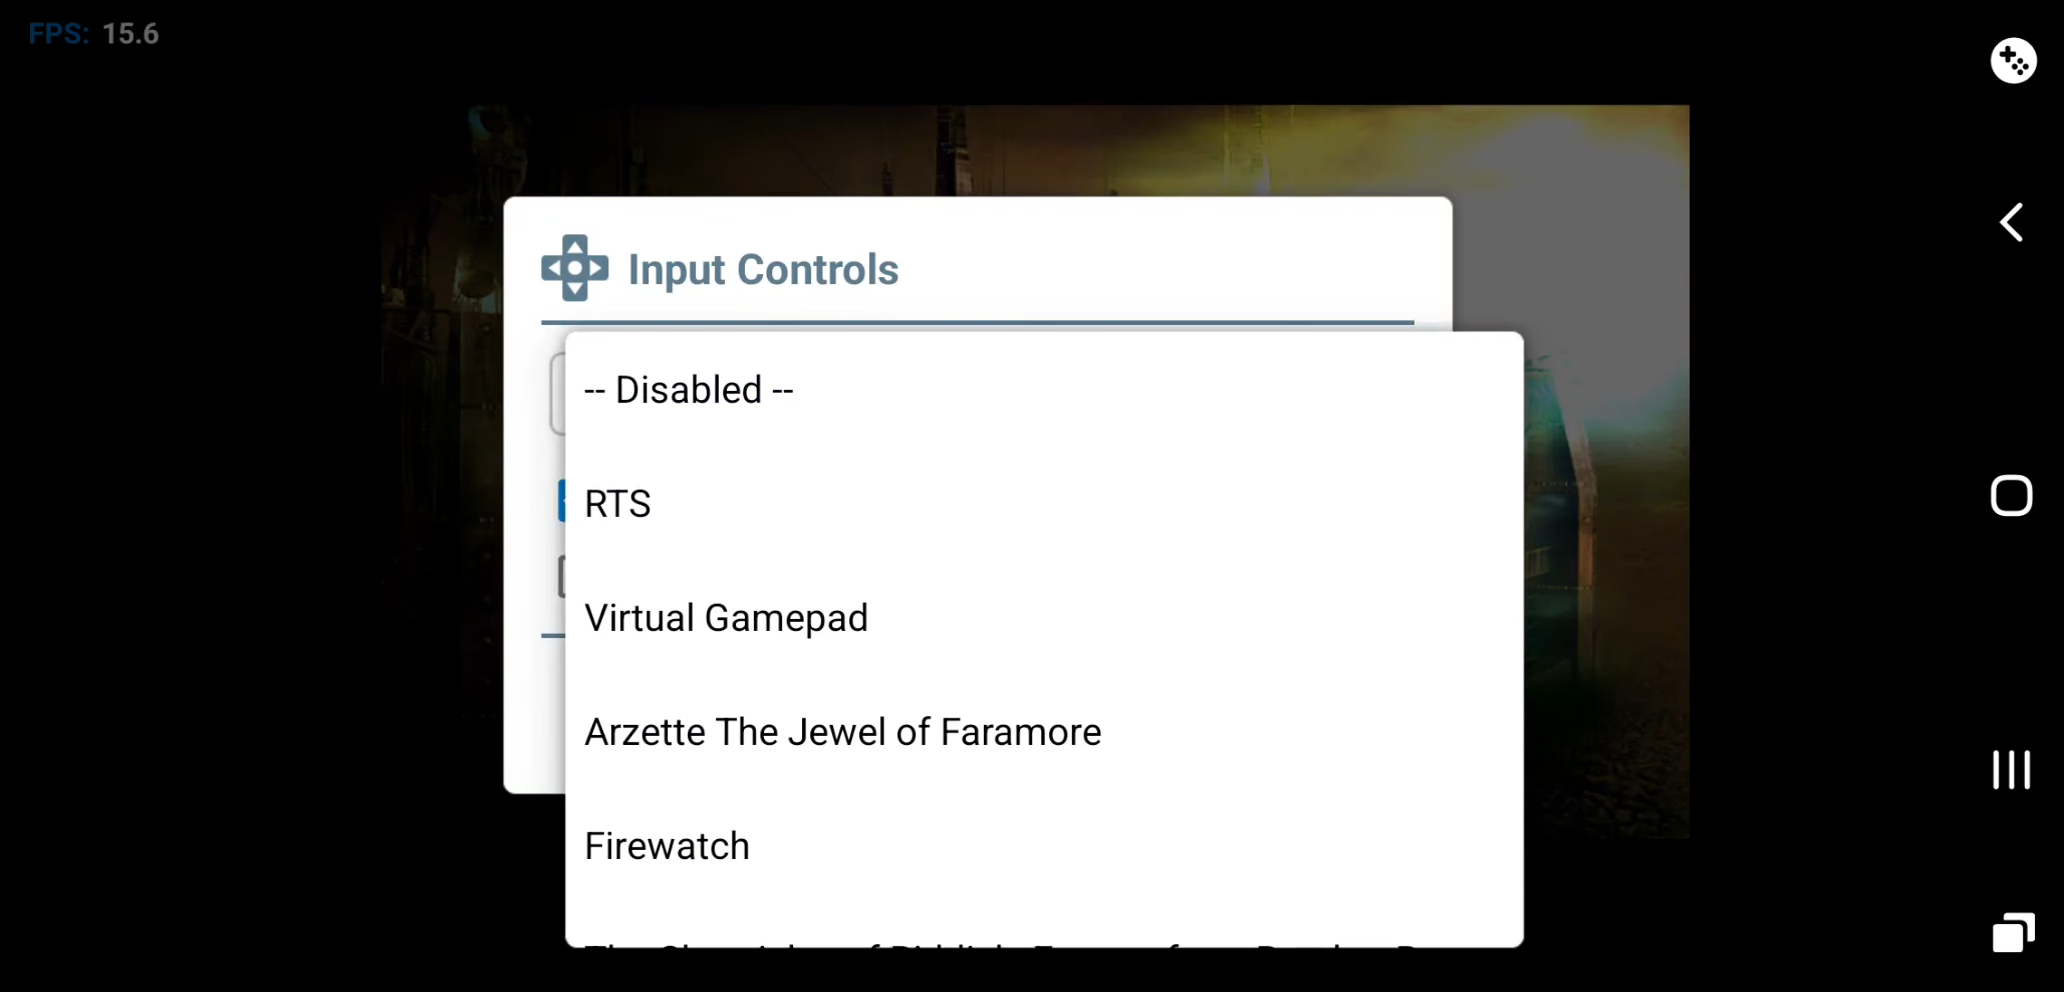 FPS: 15.6
Input Controls
-- Disabled --
RTS
Virtual Gamepad
Arzette The Jewel of Faramore
Firewatch